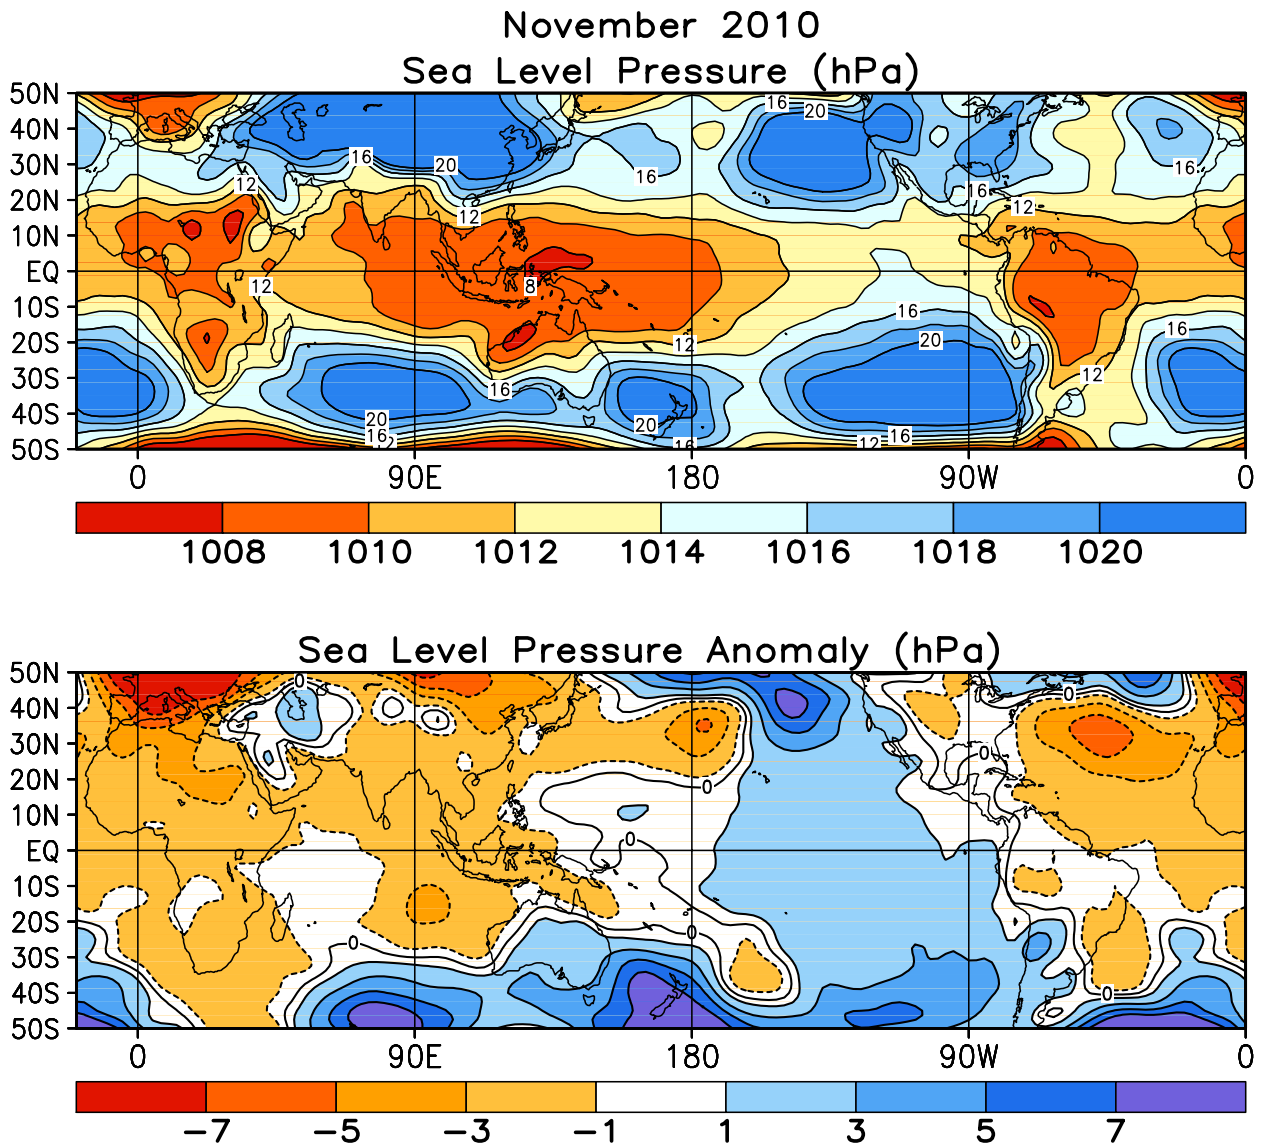 November 2010
Sea Level Pressure (hPa)
50N
40N
30N
20N
10N
EQ
10S
20S
30S
40S
50S
16
20
16
20
16
16
12
16
12
12
12
8
16
16
20
12
12
16
20
16
12
20
16
12
16
0
90E
180
90W
0
1008
1010
1012
1014
1016
1018
1020
Sea Level Pressure Anomaly (hPa)
50N
40N
30N
20N
10N
EQ
10S
20S
30S
40S
50S
0
0
0
0
0
0
0
0
0
90E
180
90W
0
−7
−5
−3
−1
1
3
5
7